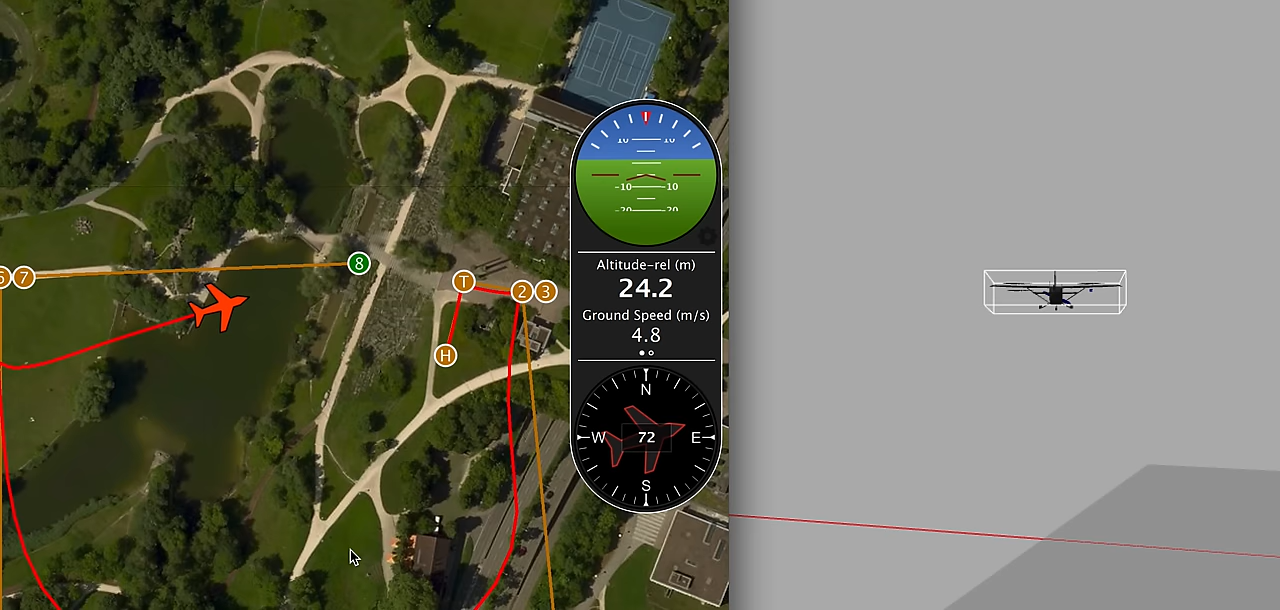 6 7
8
T
2 3
H
10 10
-10 -10
-20 -20
Altitude-rel (m)
24.2
Ground Speed (m/s)
4.8
N
W 72 E
S